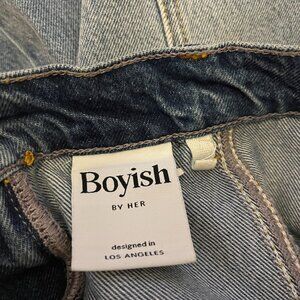 Boyish
BY HER
designed in
LOS ANGELES